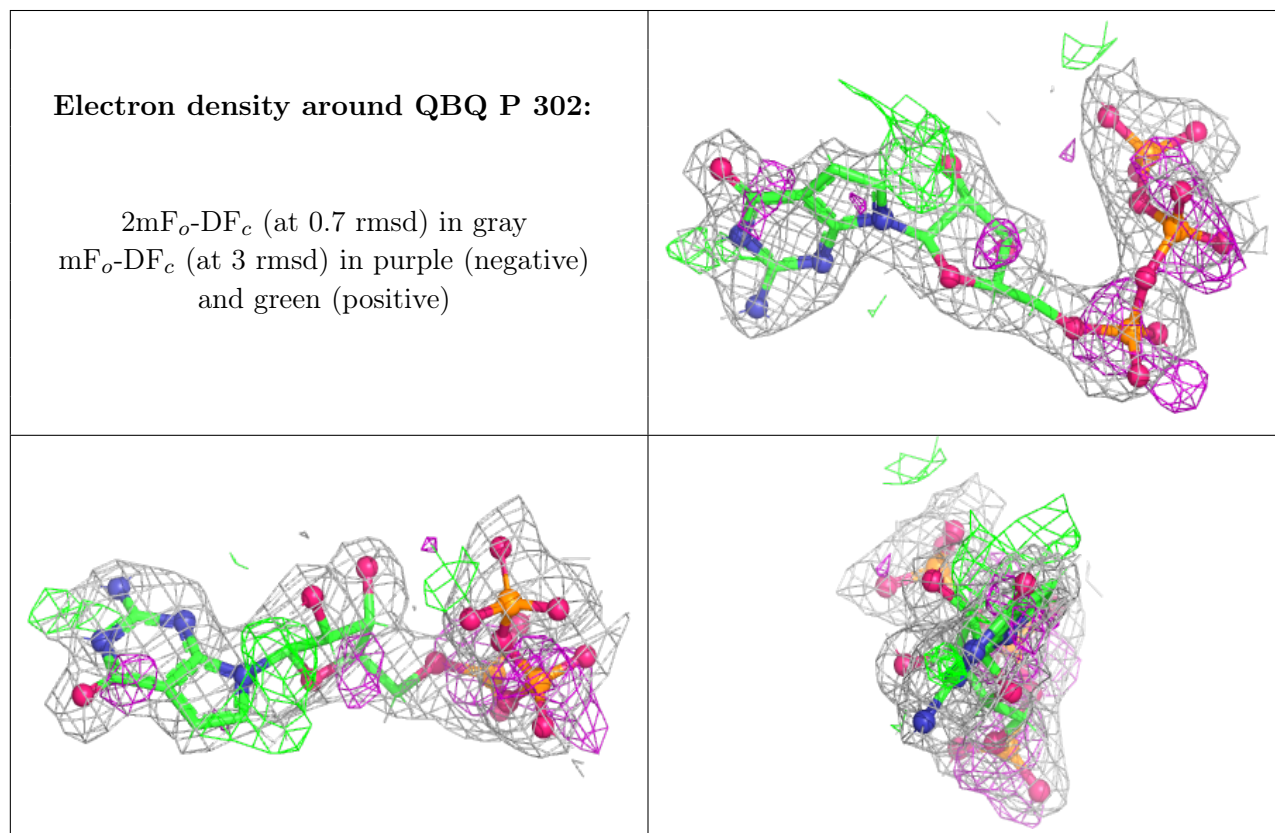 Electron density around QBQ P 302:
2mFₒ-DF𝒸 (at 0.7 rmsd) in gray
mFₒ-DF𝒸 (at 3 rmsd) in purple (negative)
and green (positive)